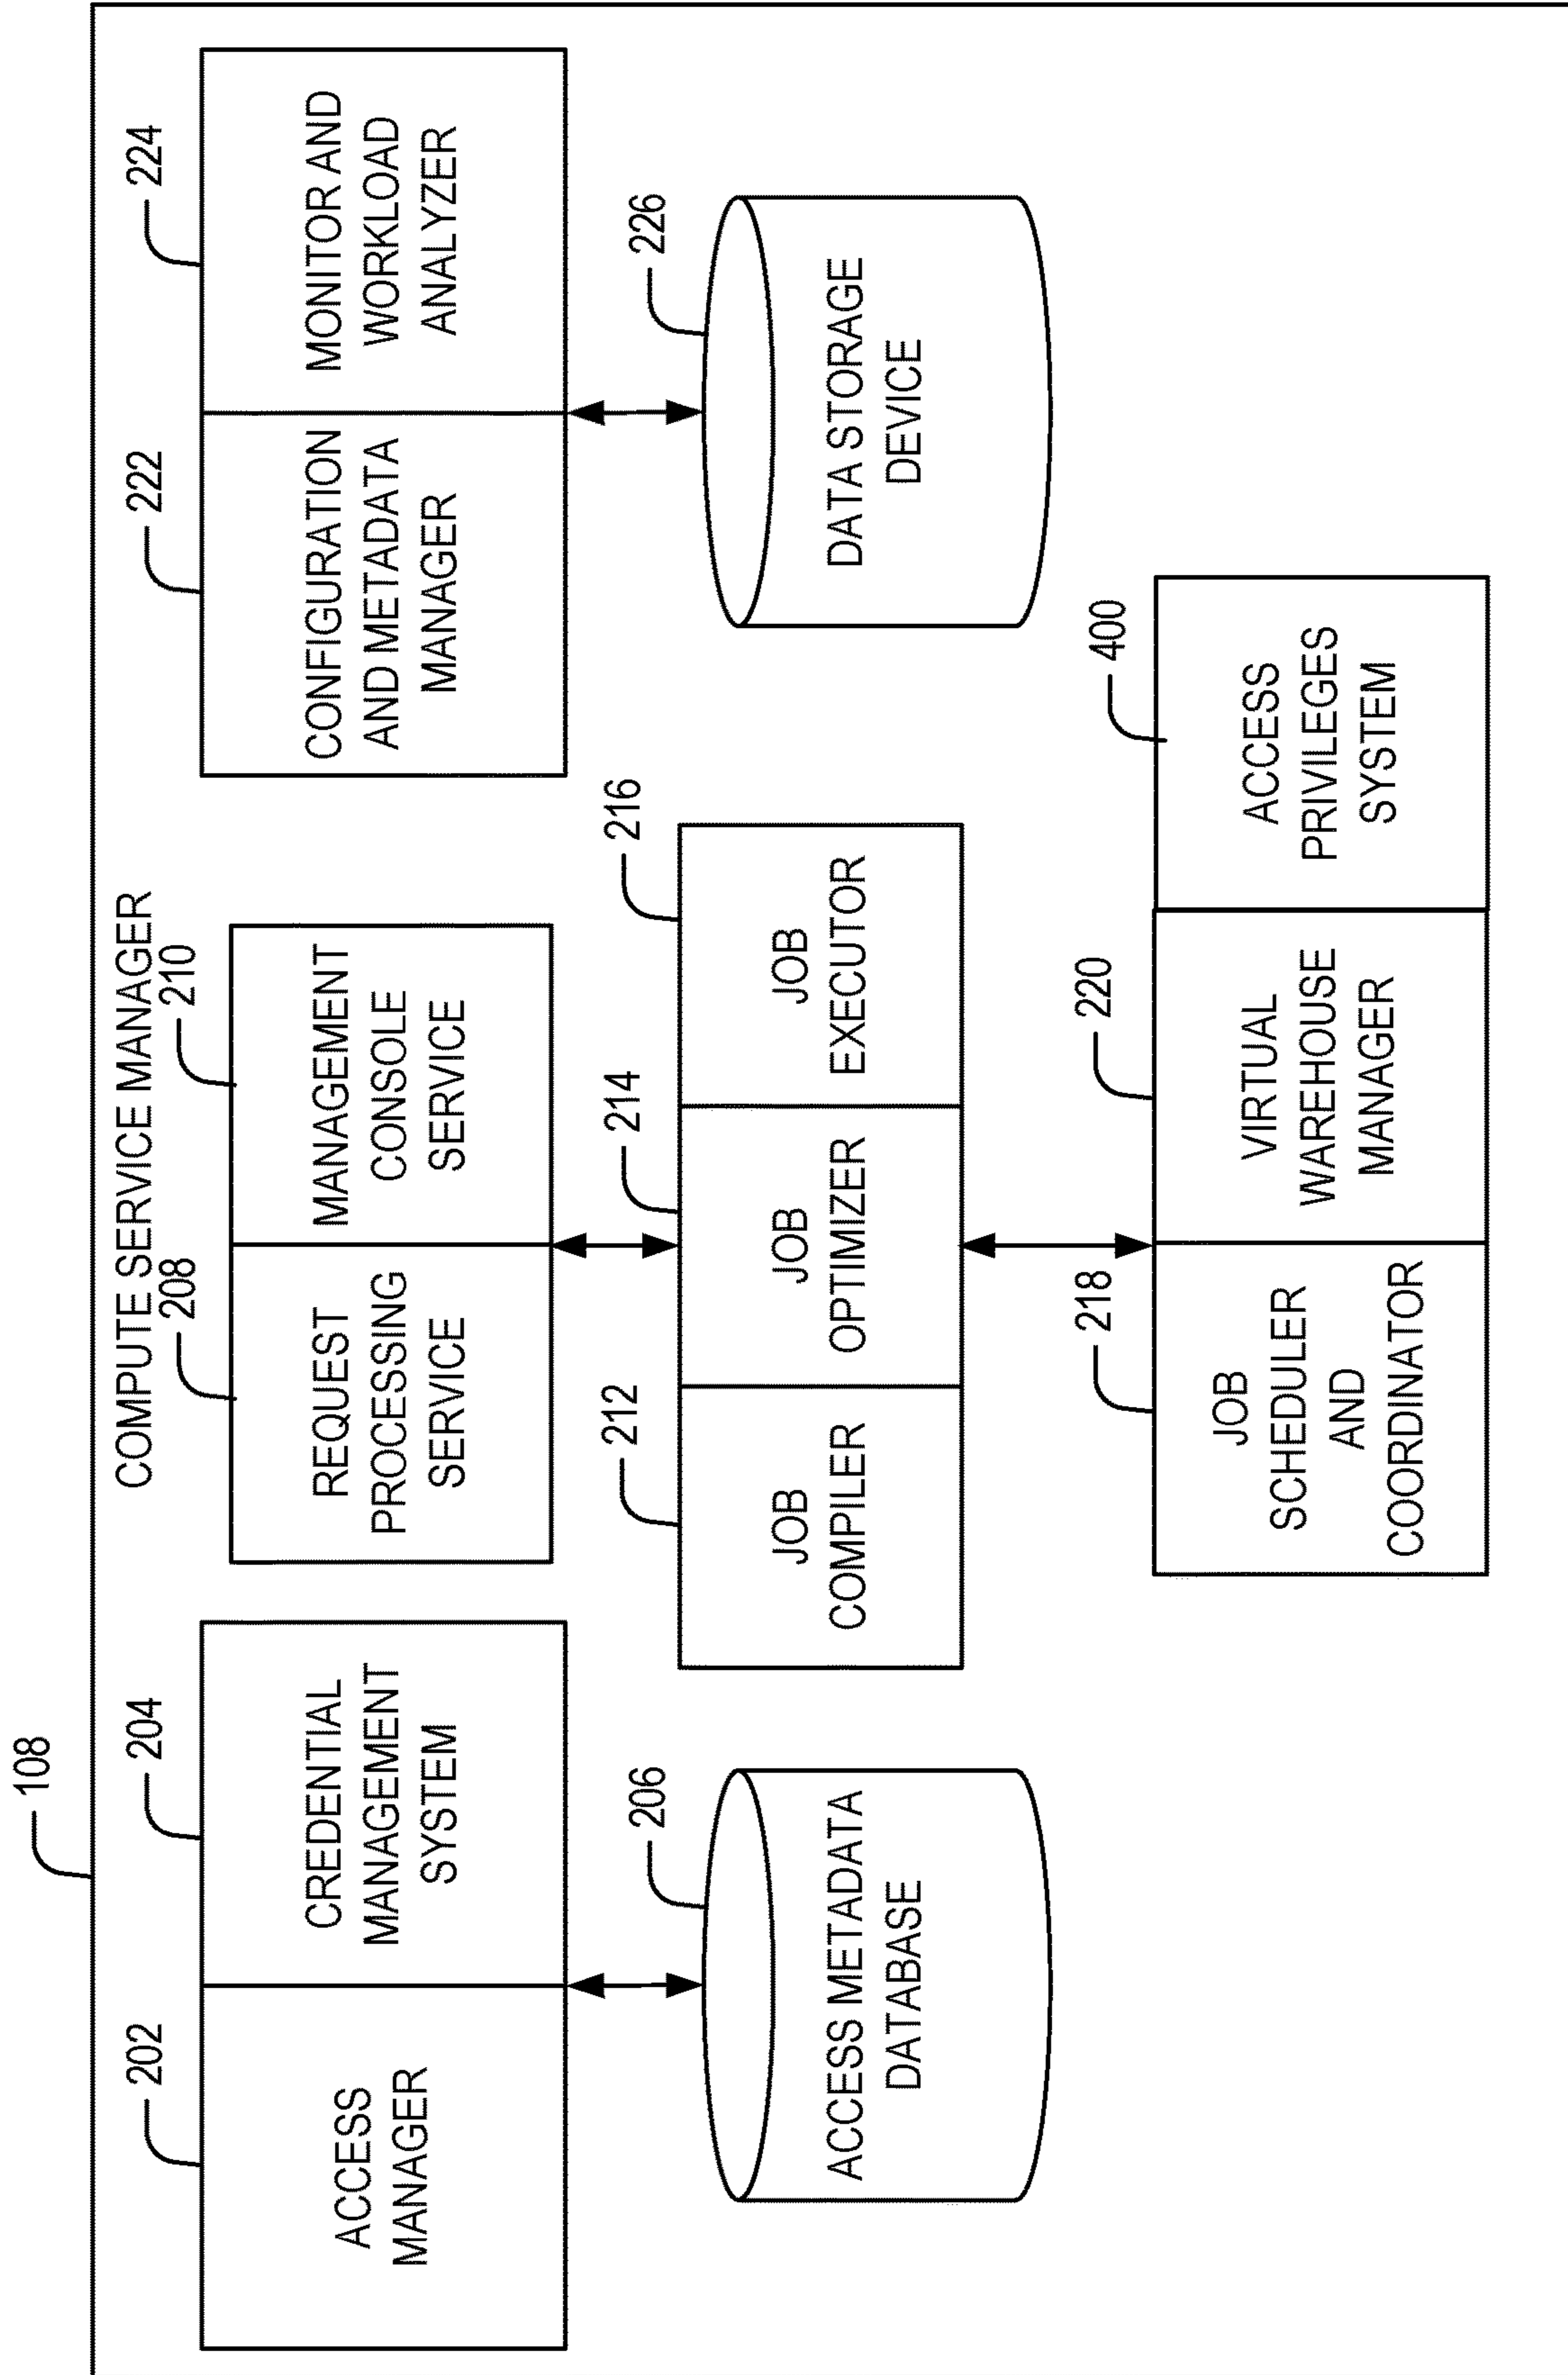 108
COMPUTE SERVICE MANAGER
202
204
208
210
222
224
ACCESS
MANAGER
CREDENTIAL
MANAGEMENT
SYSTEM
REQUEST
PROCESSING
SERVICE
MANAGEMENT
CONSOLE
SERVICE
CONFIGURATION
AND METADATA
MANAGER
MONITOR AND
WORKLOAD
ANALYZER
206
ACCESS METADATA
DATABASE
212
214
216
JOB
COMPILER
JOB
OPTIMIZER
JOB
EXECUTOR
226
DATA STORAGE
DEVICE
218
220
400
JOB
SCHEDULER
AND
COORDINATOR
VIRTUAL
WAREHOUSE
MANAGER
ACCESS
PRIVILEGES
SYSTEM